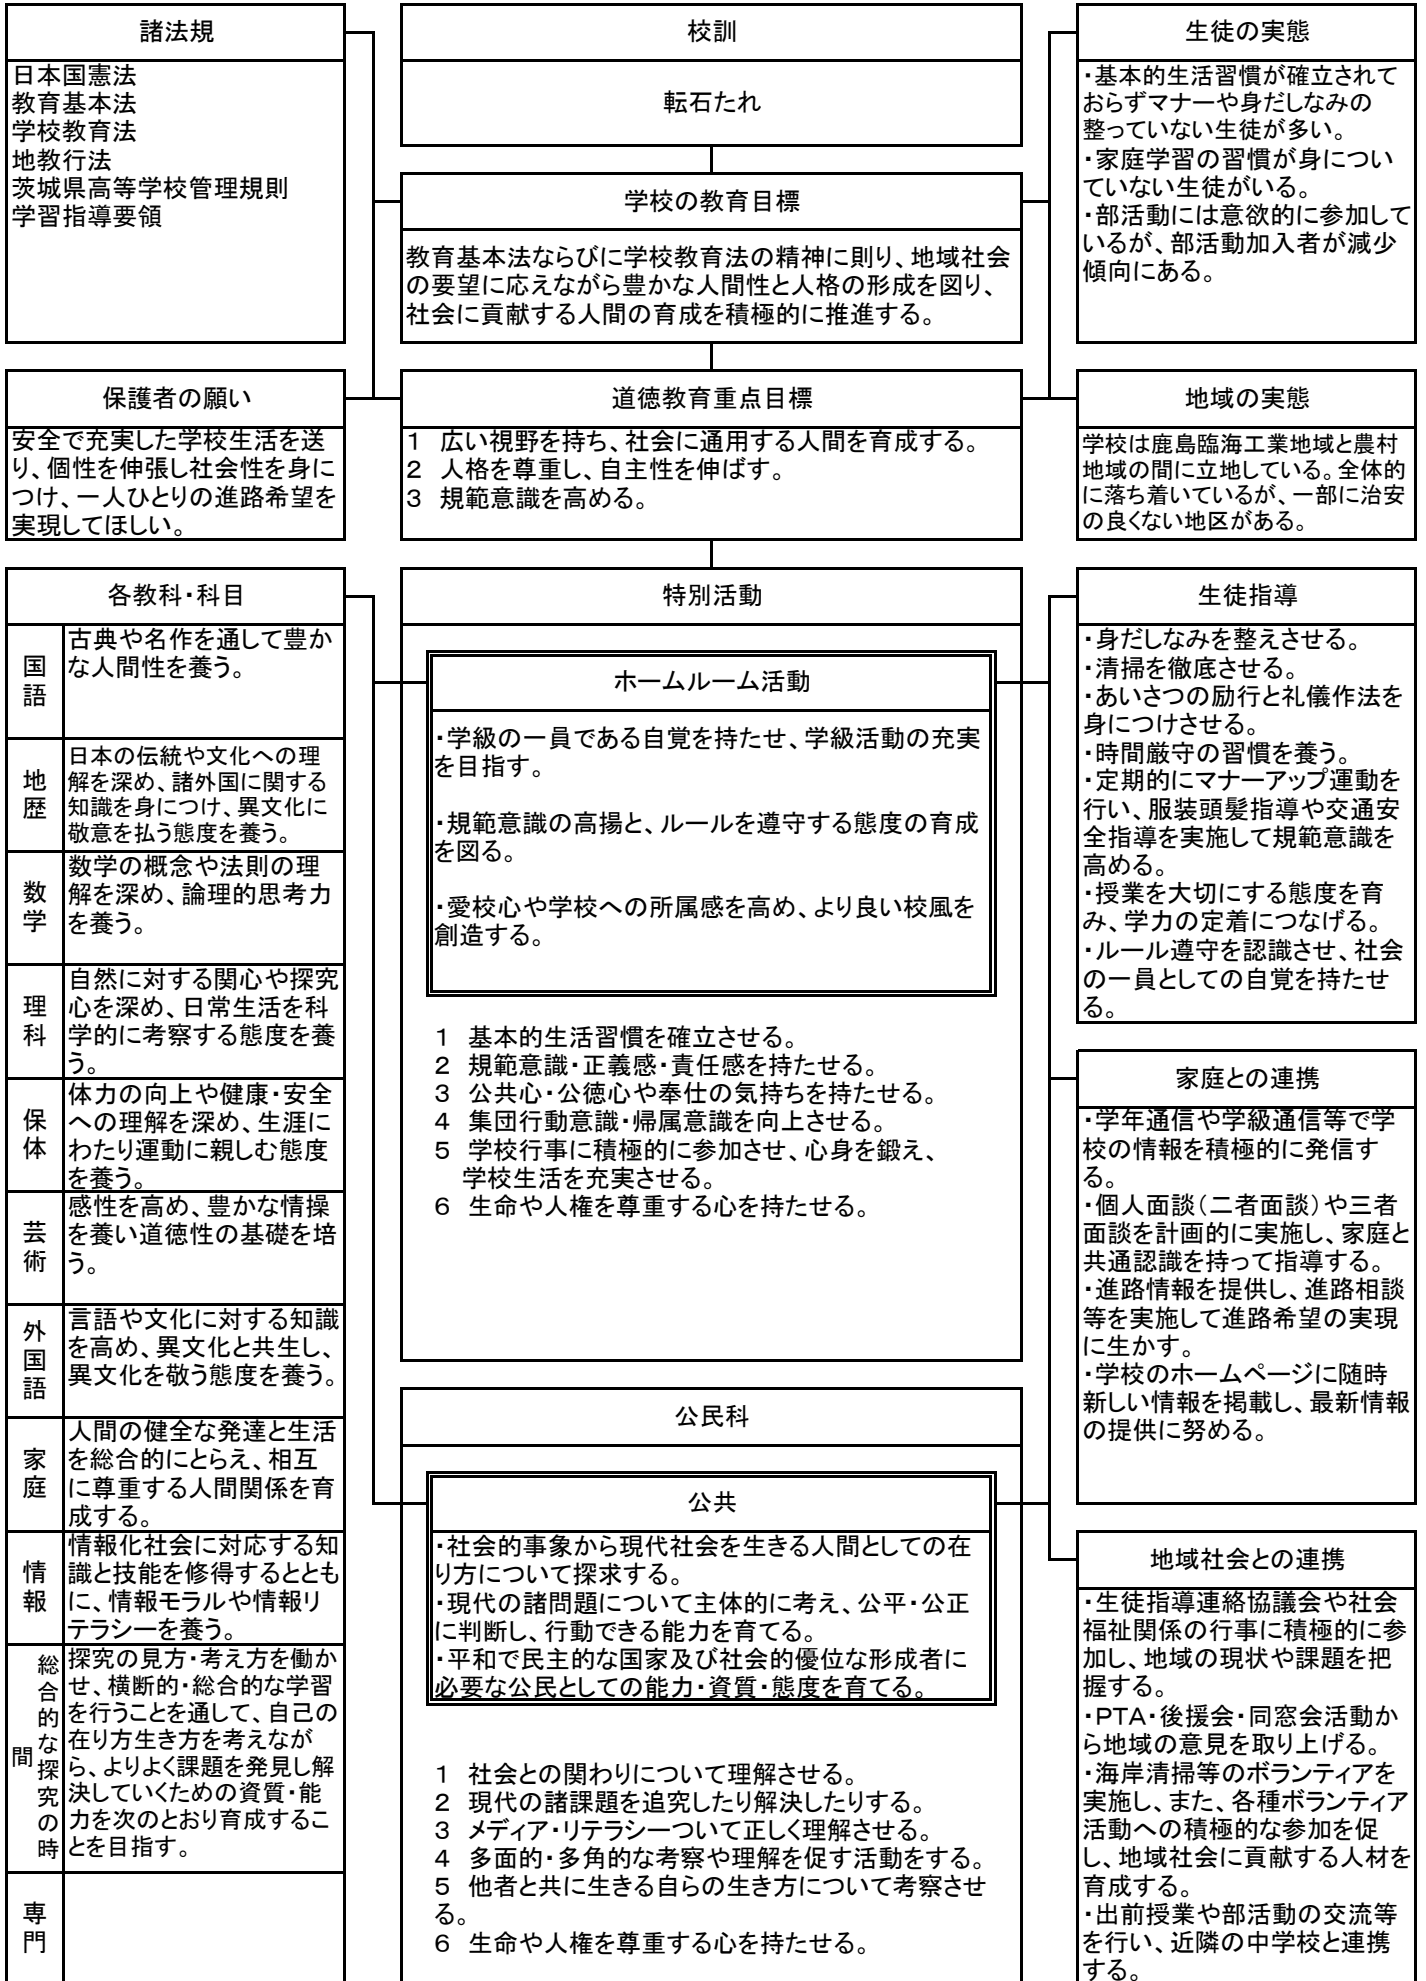 諸法規
日本国憲法
教育基本法
学校教育法
地教行法
茨城県高等学校管理規則
学習指導要領
校訓
転石たれ
生徒の実態
・基本的生活習慣が確立されて
おらずマナーや身だしなみの
整っていない生徒が多い。
・家庭学習の習慣が身につい
ていない生徒がいる。
・部活動には意欲的に参加して
いるが、部活動加入者が減少
傾向にある。
学校の教育目標
教育基本法ならびに学校教育法の精神に則り、地域社会
の要望に応えながら豊かな人間性と人格の形成を図り、
社会に貢献する人間の育成を積極的に推進する。
保護者の願い
安全で充実した学校生活を送
り、個性を伸張し社会性を身に
つけ、一人ひとりの進路希望を
実現してほしい。
道徳教育重点目標
1 広い視野を持ち、社会に通用する人間を育成する。
2 人格を尊重し、自主性を伸ばす。
3 規範意識を高める。
地域の実態
学校は鹿島臨海工業地域と農村
地域の間に立地している。全体的
に落ち着いているが、一部に治安
の良くない地区がある。
各教科・科目
国語
古典や名作を通して豊か
な人間性を養う。
地歴
日本の伝統や文化への理
解を深め、諸外国に関する
知識を身につけ、異文化に
敬意を払う態度を養う。
数学
数学の概念や法則の理
解を深め、論理的思考力
を養う。
理科
自然に対する関心や探究
心を深め、日常生活を科
学的に考察する態度を養
う。
保体
体力の向上や健康・安全
への理解を深め、生涯に
わたり運動に親しむ態度
を養う。
芸術
感性を高め、豊かな情操
を養い道徳性の基礎を培
う。
外国語
言語や文化に対する知識
を高め、異文化と共生し、
異文化を敬う態度を養う。
家庭
人間の健全な発達と生活
を総合的にとらえ、相互
に尊重する人間関係を育
成する。
情報
情報化社会に対応する知
識と技能を修得するととも
に、情報モラルや情報リ
テラシーを養う。
総合的な探究の時
間
探究の見方・考え方を働か
せ、横断的・総合的な学習
を行うことを通して、自己の
在り方生き方を考えなが
ら、よりよく課題を発見し解
決していくための資質・能
力を次のとおり育成するこ
とを目指す。
専門
特別活動
ホームルーム活動
・学級の一員である自覚を持たせ、学級活動の充実
を目指す。
・規範意識の高揚と、ルールを遵守する態度の育成
を図る。
・愛校心や学校への所属感を高め、より良い校風を
創造する。
1 基本的生活習慣を確立させる。
2 規範意識・正義感・責任感を持たせる。
3 公共心・公徳心や奉仕の気持ちを持たせる。
4 集団行動意識・帰属意識を向上させる。
5 学校行事に積極的に参加させ、心身を鍛え、
学校生活を充実させる。
6 生命や人権を尊重する心を持たせる。
公民科
公共
・社会的事象から現代社会を生きる人間としての在
り方について探求する。
・現代の諸問題について主体的に考え、公平・公正
に判断し、行動できる能力を育てる。
・平和で民主的な国家及び社会的優位な形成者に
必要な公民としての能力・資質・態度を育てる。
1 社会との関わりについて理解させる。
2 現代の諸課題を追究したり解決したりする。
3 メディア・リテラシーついて正しく理解させる。
4 多面的・多角的な考察や理解を促す活動をする。
5 他者と共に生きる自らの生き方について考察させ
る。
6 生命や人権を尊重する心を持たせる。
生徒指導
・身だしなみを整えさせる。
・清掃を徹底させる。
・あいさつの励行と礼儀作法を
身につけさせる。
・時間厳守の習慣を養う。
・定期的にマナーアップ運動を
行い、服装頭髪指導や交通安
全指導を実施して規範意識を
高める。
・授業を大切にする態度を育
み、学力の定着につなげる。
・ルール遵守を認識させ、社会
の一員としての自覚を持たせ
る。
家庭との連携
・学年通信や学級通信等で学
校の情報を積極的に発信す
る。
・個人面談(二者面談)や三者
面談を計画的に実施し、家庭と
共通認識を持って指導する。
・進路情報を提供し、進路相談
等を実施して進路希望の実現
に生かす。
・学校のホームページに随時
新しい情報を掲載し、最新情報
の提供に努める。
地域社会との連携
・生徒指導連絡協議会や社会
福祉関係の行事に積極的に参
加し、地域の現状や課題を把
握する。
・PTA・後援会・同窓会活動か
ら地域の意見を取り上げる。
・海岸清掃等のボランティアを
実施し、また、各種ボランティア
活動への積極的な参加を促
し、地域社会に貢献する人材を
育成する。
・出前授業や部活動の交流等
を行い、近隣の中学校と連携
する。